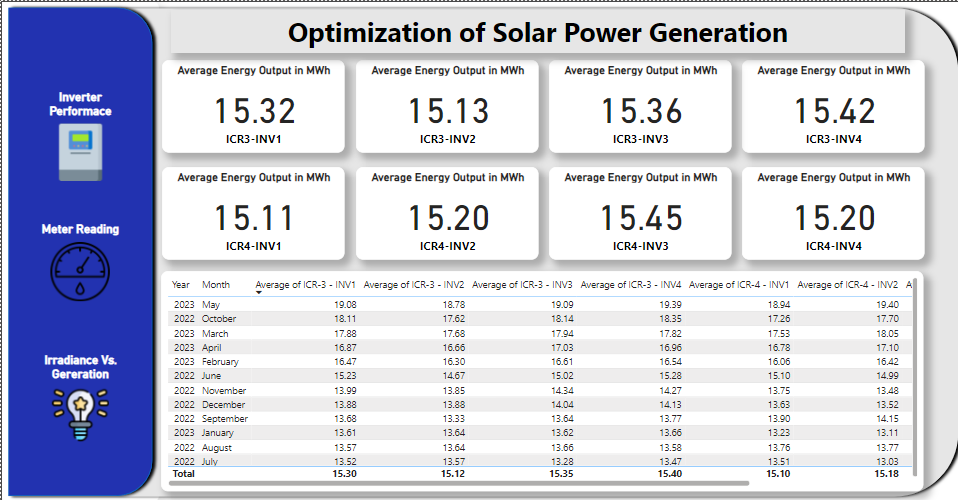 Optimization of Solar Power Generation
Inverter
Performace
Meter Reading
Irradiance Vs.
Gereration
Average Energy Output in MWh
15.32
ICR3-INV1
Average Energy Output in MWh
15.13
ICR3-INV2
Average Energy Output in MWh
15.36
ICR3-INV3
Average Energy Output in MWh
15.42
ICR3-INV4
Average Energy Output in MWh
15.11
ICR4-INV1
Average Energy Output in MWh
15.20
ICR4-INV2
Average Energy Output in MWh
15.45
ICR4-INV3
Average Energy Output in MWh
15.20
ICR4-INV4
Year Month Average of ICR-3 - INV1 Average of ICR-3 - INV2 Average of ICR-3 - INV3 Average of ICR-3 - INV4 Average of ICR-4 - INV1 Average of ICR-4 - INV2 A
2023 May 19.08 18.78 19.09 19.39 18.94 19.40
2022 October 18.11 17.62 18.14 18.35 17.26 17.70
2023 March 17.88 17.68 17.94 17.82 17.53 18.05
2023 April 16.87 16.66 17.03 16.96 16.78 17.10
2023 February 16.47 16.30 16.61 16.54 16.06 16.42
2022 June 15.23 14.67 15.02 15.28 15.10 14.99
2022 November 13.99 13.85 14.34 14.27 13.75 13.48
2022 December 13.88 13.88 14.04 14.13 13.63 13.52
2022 September 13.68 13.33 13.64 13.77 13.90 14.15
2023 January 13.61 13.64 13.62 13.66 13.23 13.11
2022 August 13.57 13.64 13.66 13.58 13.76 13.77
2022 July 13.52 13.57 13.28 13.47 13.51 13.03
Total 15.30 15.12 15.35 15.40 15.10 15.18